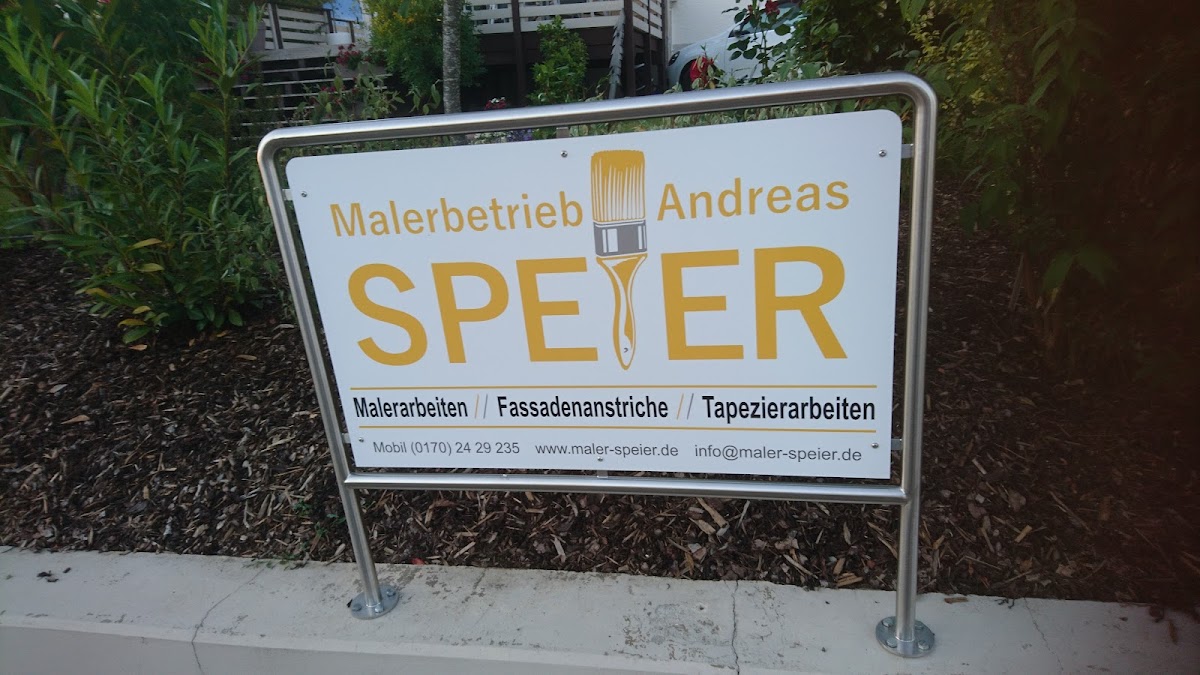 Malerbetrieb Andreas
SPEIER
Malerarbeiten // Fassadenanstriche // Tapezierarbeiten
Mobil (0170) 24 29 235 www.maler-speier.de info@maler-speier.de